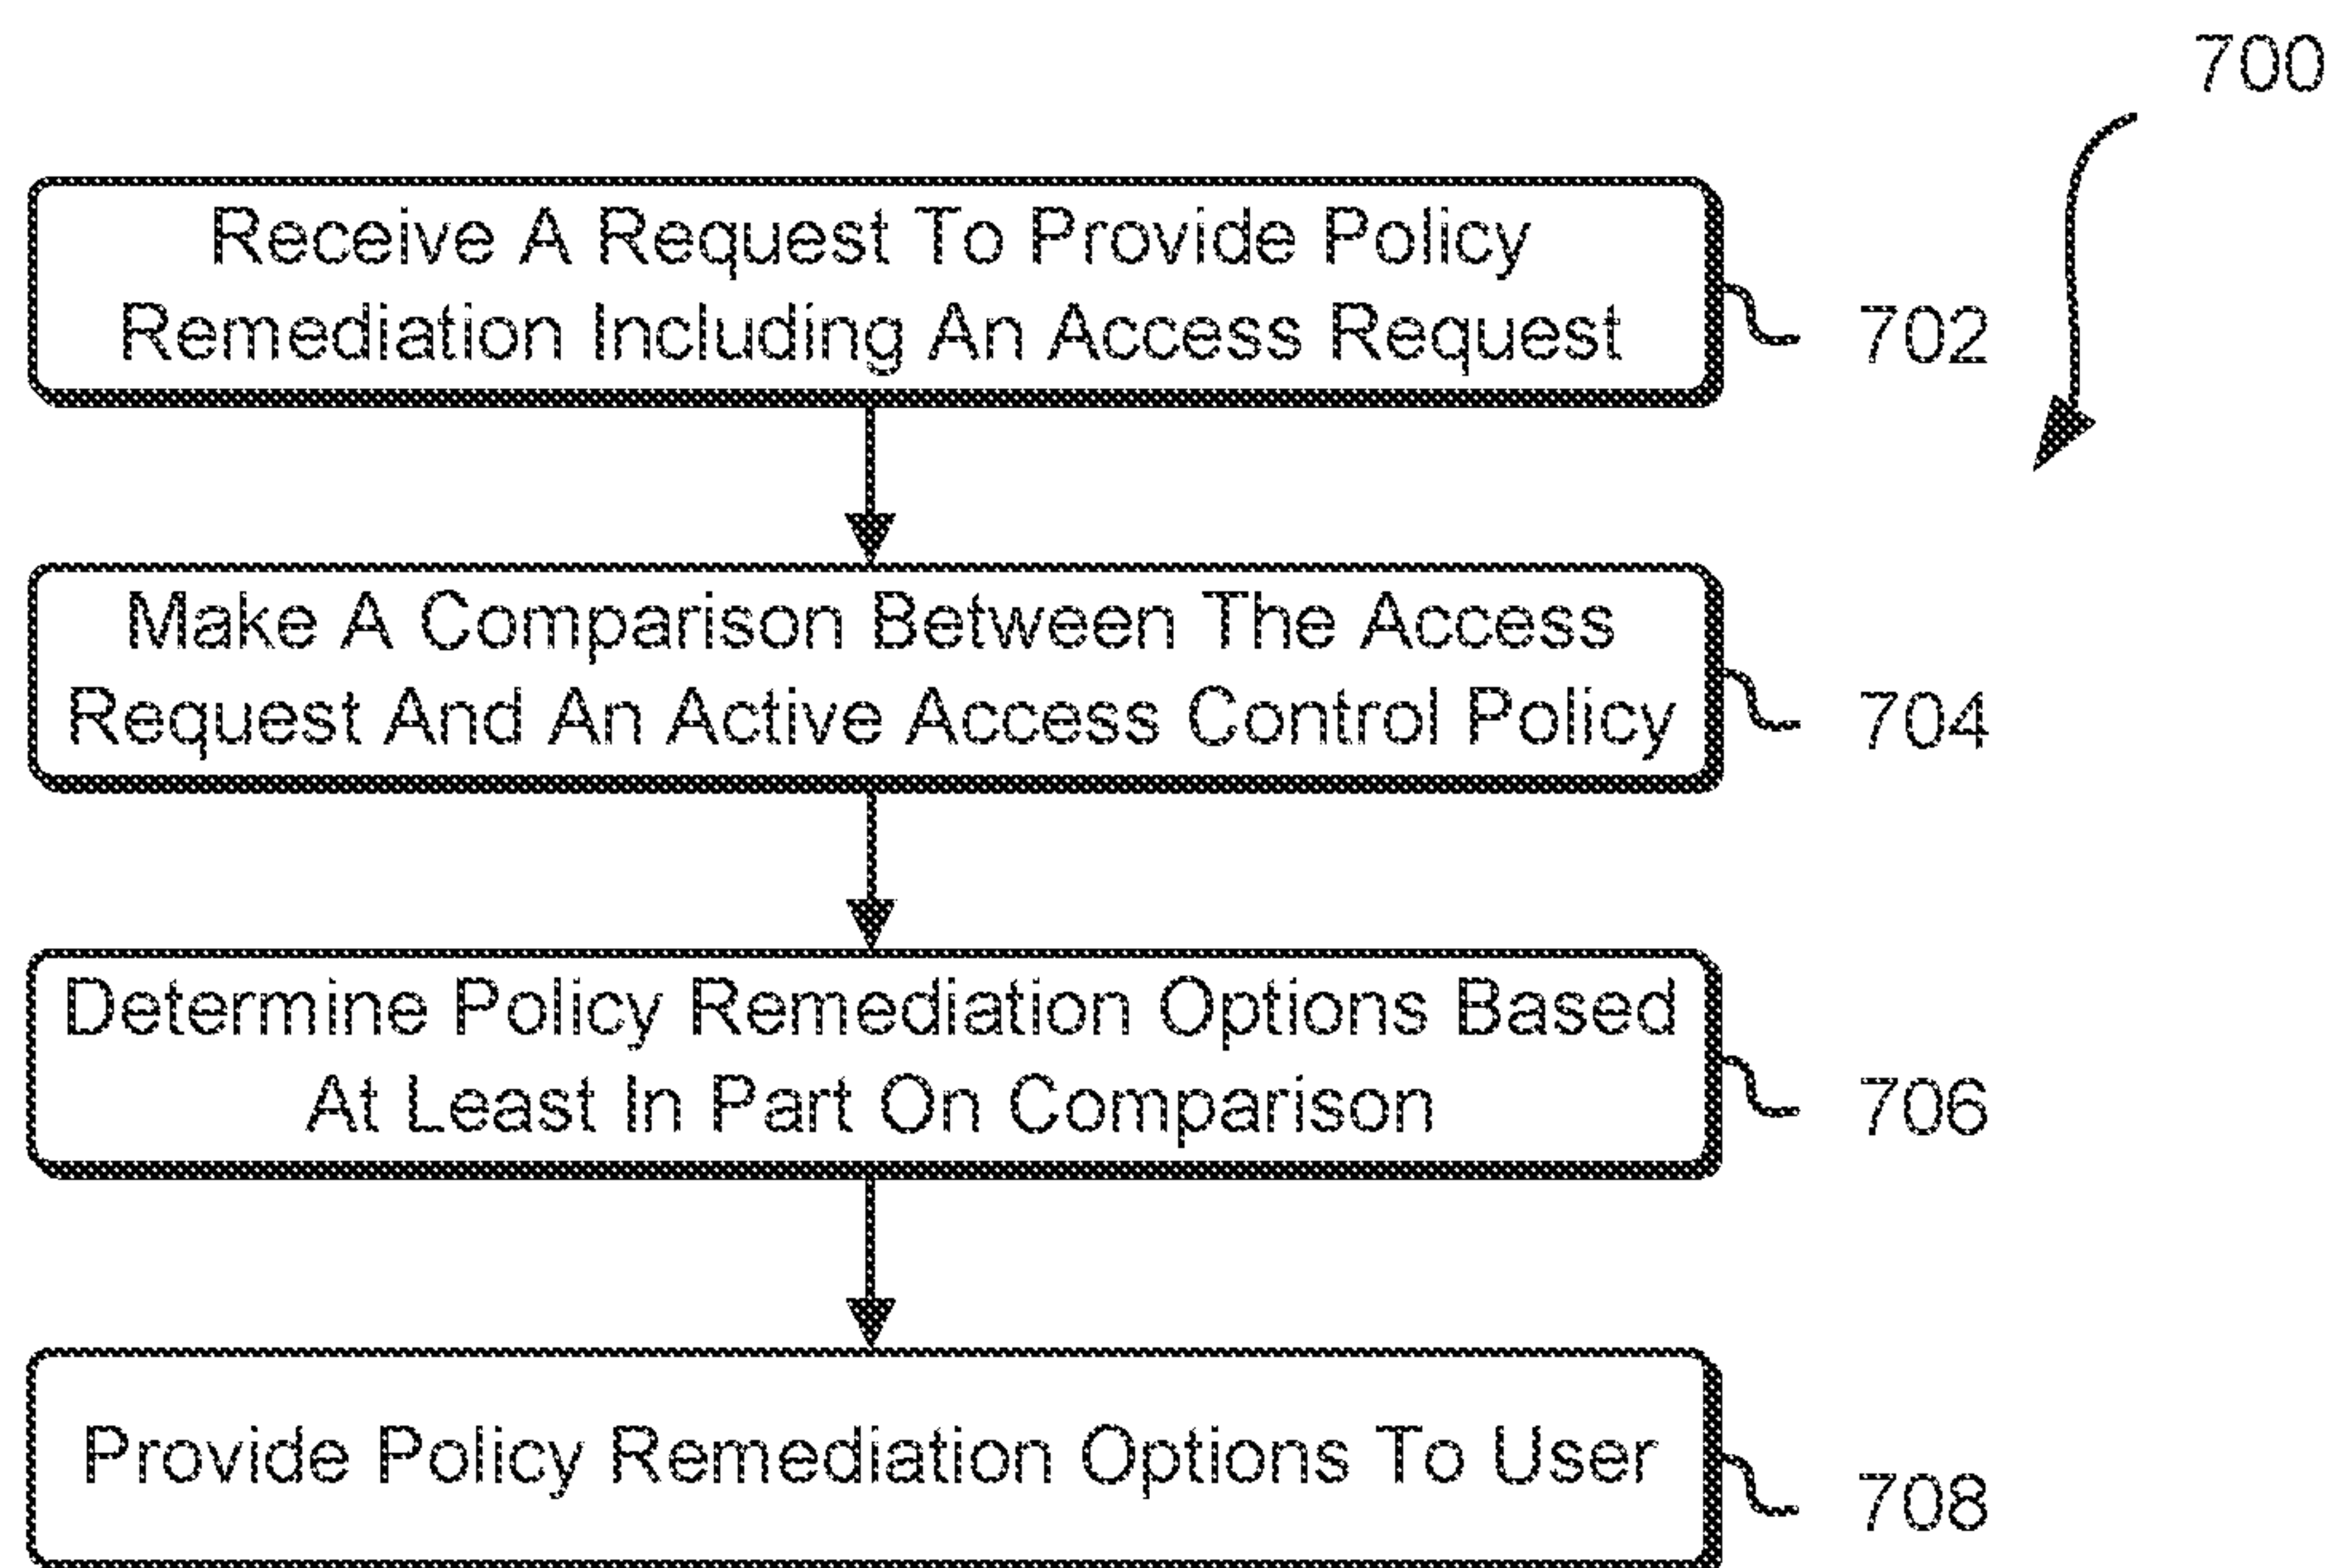 700
Receive A Request To Provide Policy
Remediation Including An Access Request
702
Make A Comparison Between The Access
Request And An Active Access Control Policy
704
Determine Policy Remediation Options Based
At Least In Part On Comparison
706
Provide Policy Remediation Options To User
708